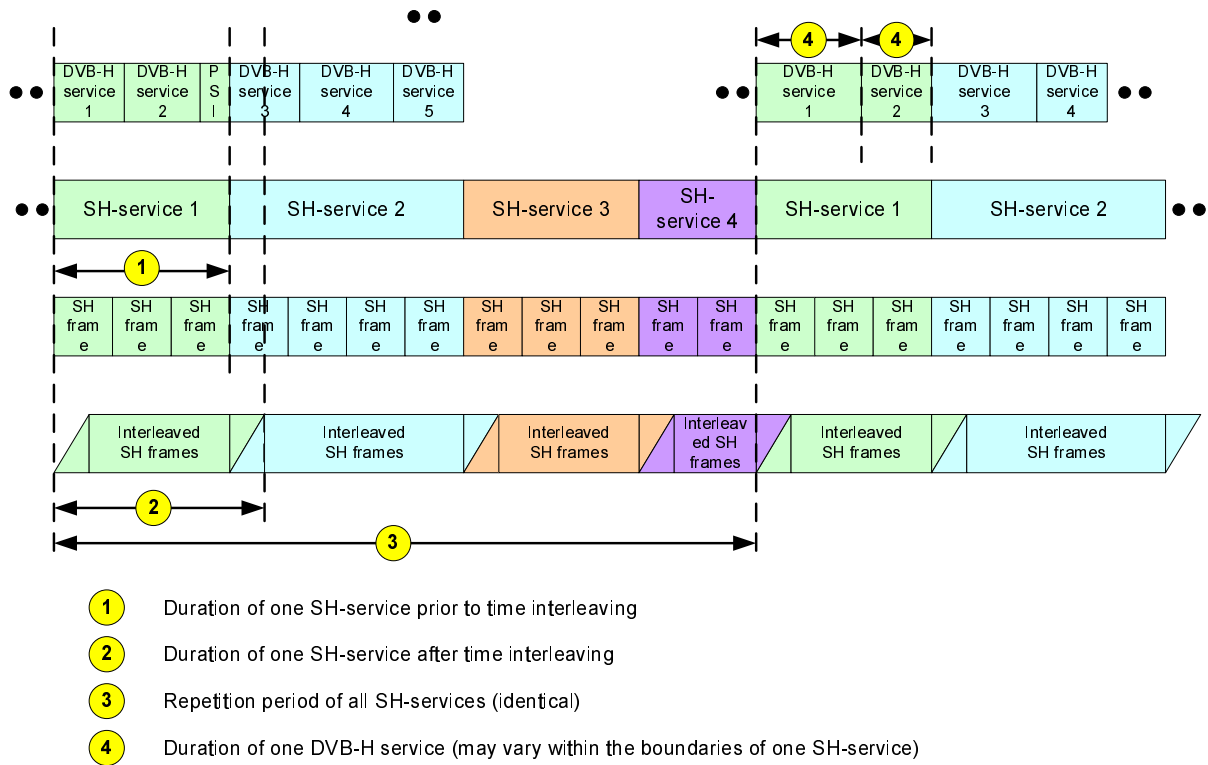 4 4
DVB-H
service
1
DVB-H
service
2
P
S
I
DVB-H
service
3
DVB-H
service
4
DVB-H
service
5
DVB-H
service
1
DVB-H
service
2
DVB-H
service
3
DVB-H
service
4
SH-service 1
SH-service 2
SH-service 3
SH-
service 4
SH-service 1
SH-service 2
1
SH
fram
e
SH
fram
e
SH
fram
e
SH
fram
e
SH
fram
e
SH
fram
e
SH
fram
e
SH
fram
e
SH
fram
e
SH
fram
e
SH
fram
e
SH
fram
e
SH
fram
e
SH
fram
e
SH
fram
e
SH
fram
e
SH
fram
e
SH
fram
e
SH
fram
e
Interleaved
SH frames
Interleaved
SH frames
Interleaved
SH frames
Interleav
ed SH
frames
Interleaved
SH frames
Interleaved
SH frames
2
3
1 Duration of one SH-service prior to time interleaving
2 Duration of one SH-service after time interleaving
3 Repetition period of all SH-services (identical)
4 Duration of one DVB-H service (may vary within the boundaries of one SH-service)